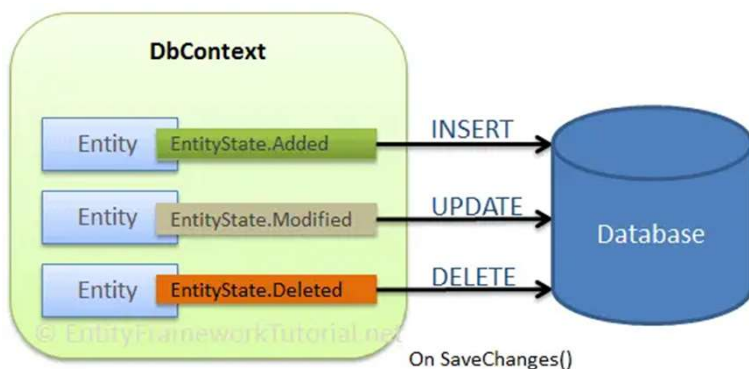 DbContext
Entity EntityState.Added INSERT
Entity EntityState.Modified UPDATE
Database
Entity EntityState.Deleted DELETE
© EntityFrameworkTutorial.net
On SaveChanges()